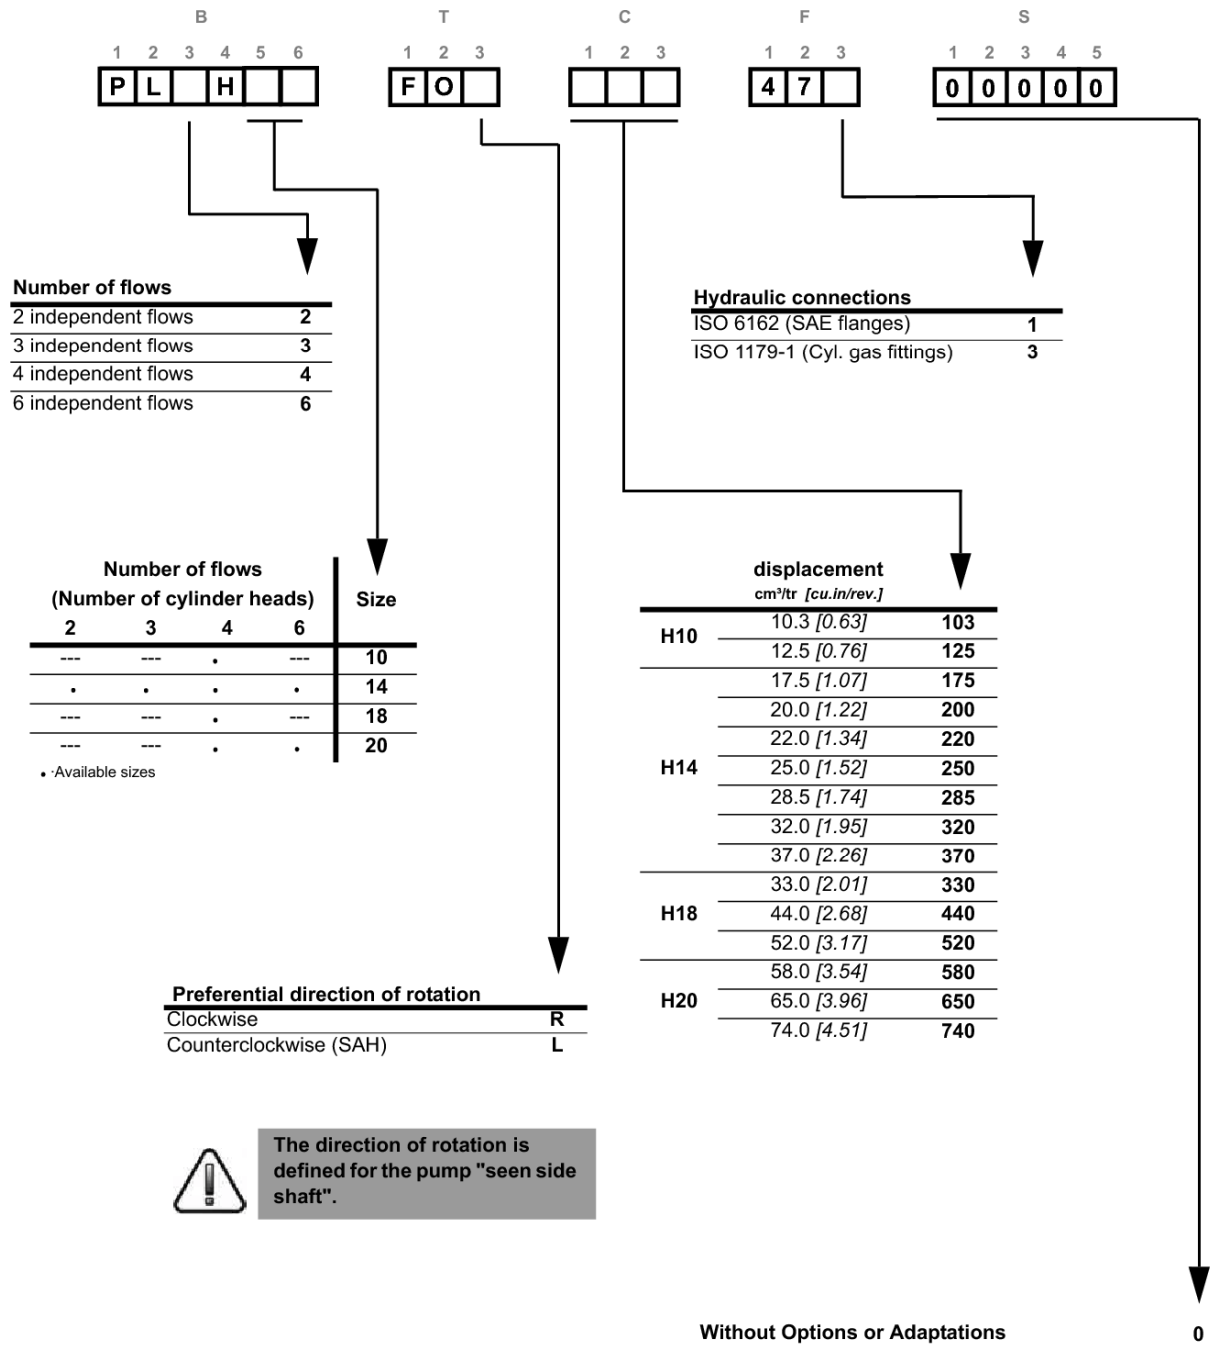 B T C F S
1 2 3 4 5 6 1 2 3 1 2 3 1 2 3 1 2 3 4 5
P L H F O 4 7 0 0 0 0 0
Number of flows
2 independent flows 2
3 independent flows 3
4 independent flows 4
6 independent flows 6
Hydraulic connections
ISO 6162 (SAE flanges) 1
ISO 1179-1 (Cyl. gas fittings) 3
Number of flows
(Number of cylinder heads) Size
2 3 4 6
--- --- . --- 10
. . . . 14
--- --- . --- 18
--- --- . . 20
• ·Available sizes
displacement
cm³/tr [cu.in/rev.]
H10
10.3 [0.63] 103
12.5 [0.76] 125
H14
17.5 [1.07] 175
20.0 [1.22] 200
22.0 [1.34] 220
25.0 [1.52] 250
28.5 [1.74] 285
32.0 [1.95] 320
37.0 [2.26] 370
H18
33.0 [2.01] 330
44.0 [2.68] 440
52.0 [3.17] 520
H20
58.0 [3.54] 580
65.0 [3.96] 650
74.0 [4.51] 740
Preferential direction of rotation
Clockwise R
Counterclockwise (SAH) L
The direction of rotation is
defined for the pump "seen side
shaft".
Without Options or Adaptations 0